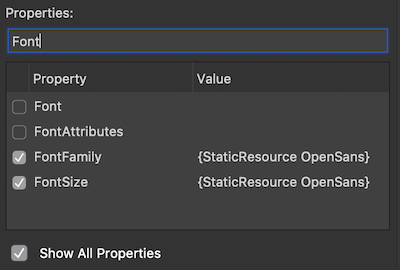 Properties:
Font
Property Value
Font
FontAttributes
FontFamily {StaticResource OpenSans}
FontSize {StaticResource OpenSans}
Show All Properties